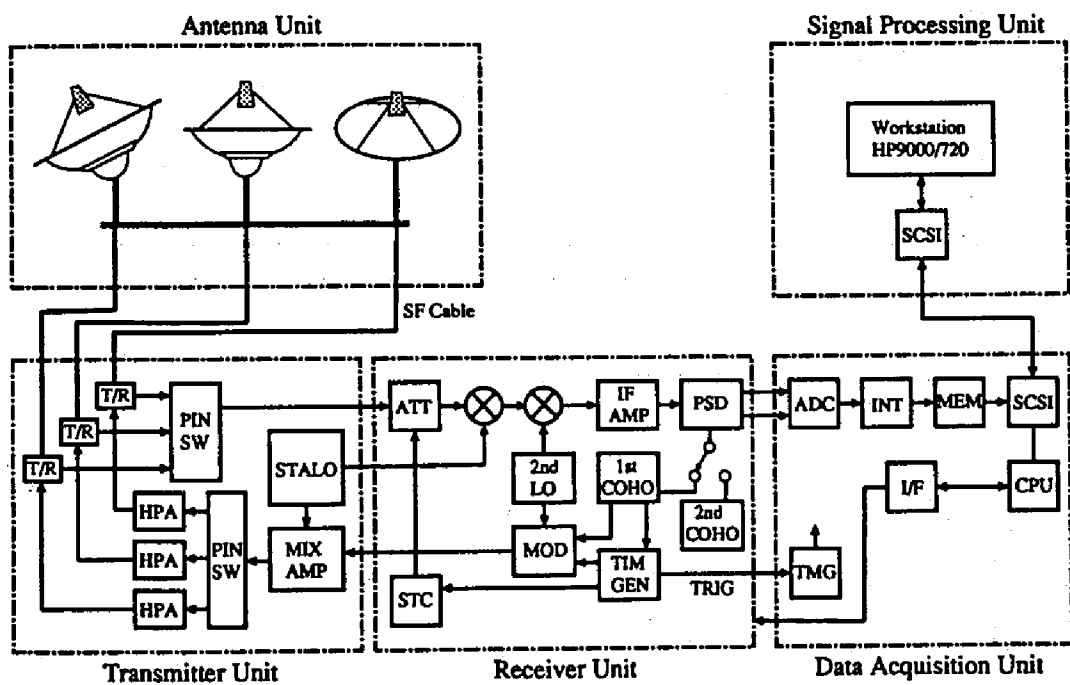 Antenna Unit
Signal Processing Unit
Workstation
HP9000/720
SCSI
SF Cable
T/R
T/R
T/R
PIN
SW
ATT
IF
AMP
PSD
ADC
INT
MEM
SCSI
STALO
2nd
LO
1st
COHO
2nd
COHO
I/F
CPU
HPA
HPA
HPA
PIN
SW
MIX
AMP
MOD
TIM
GEN
STC
TRIG
TMG
Transmitter Unit
Receiver Unit
Data Acquisition Unit